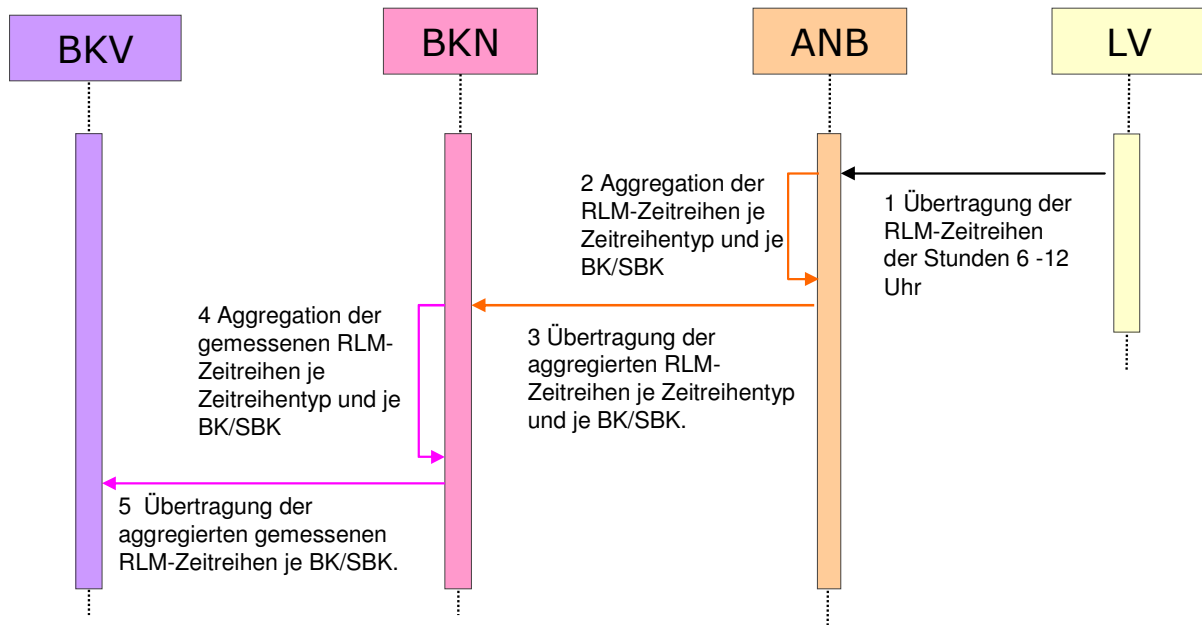 BKV
BKN
ANB
LV
1 Übertragung der
RLM-Zeitreihen
der Stunden 6 -12
Uhr
2 Aggregation der
RLM-Zeitreihen je
Zeitreihentyp und je
BK/SBK
3 Übertragung der
aggregierten RLM-
Zeitreihen je Zeitreihentyp
und je BK/SBK.
4 Aggregation der
gemessenen RLM-
Zeitreihen je
Zeitreihentyp und je
BK/SBK
5 Übertragung der
aggregierten gemessenen
RLM-Zeitreihen je BK/SBK.